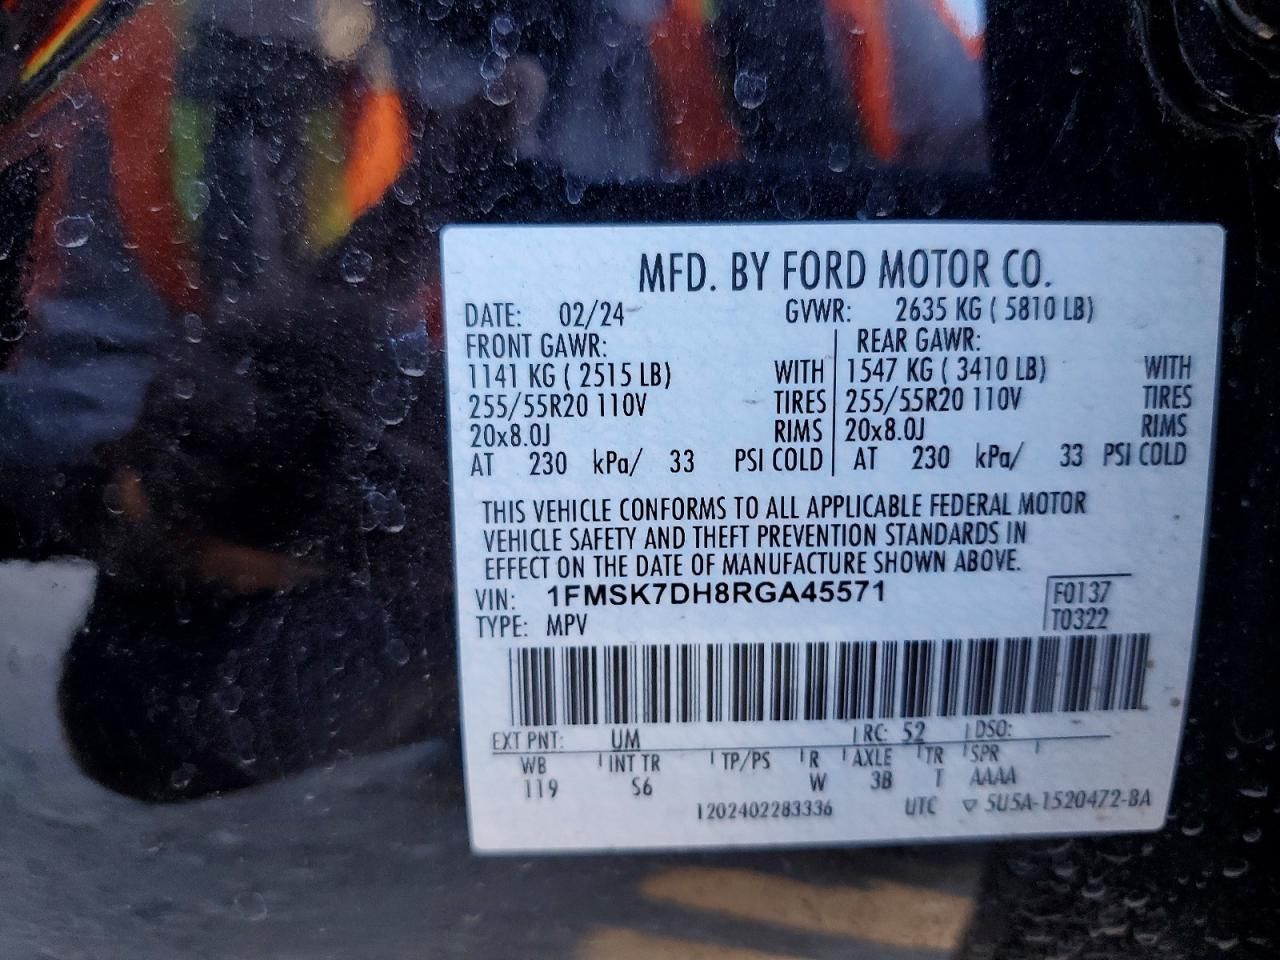 MFD. BY FORD MOTOR CO.
DATE: 02/24 GVWR: 2635 KG ( 5810 LB)
FRONT GAWR: REAR GAWR:
1141 KG ( 2515 LB) WITH 1547 KG ( 3410 LB) WITH
255/55R20 110V TIRES 255/55R20 110V TIRES
20x8.0J RIMS 20x8.0J RIMS
AT 230 kPa/ 33 PSI COLD AT 230 kPa/ 33 PSI COLD
THIS VEHICLE CONFORMS TO ALL APPLICABLE FEDERAL MOTOR
VEHICLE SAFETY AND THEFT PREVENTION STANDARDS IN
EFFECT ON THE DATE OF MANUFACTURE SHOWN ABOVE.
VIN: 1FMSK7DH8RGA45571 F0137
TYPE: MPV T0322
EXT PNT: UM RC: 52 DSO:
WB INT TR TP/PS R AXLE TR SPR
119 S6 W 3B T AAAA
1202402283336 UTC ▽ 5U5A-1520472-BA